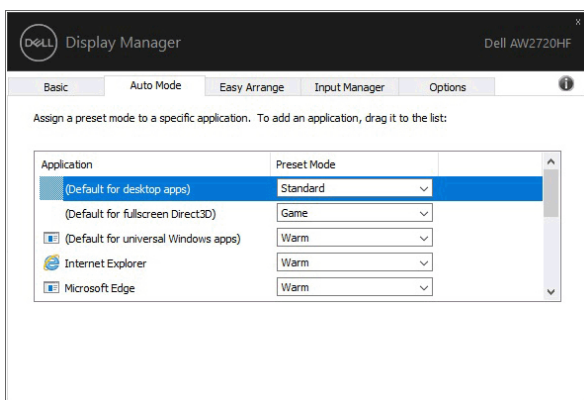 DELL Display Manager Dell AW2720HF
x
Basic Auto Mode Easy Arrange Input Manager Options i
Assign a preset mode to a specific application. To add an application, drag it to the list:
Application Preset Mode
(Default for desktop apps) Standard
(Default for fullscreen Direct3D) Game
(Default for universal Windows apps) Warm
Internet Explorer Warm
Microsoft Edge Warm